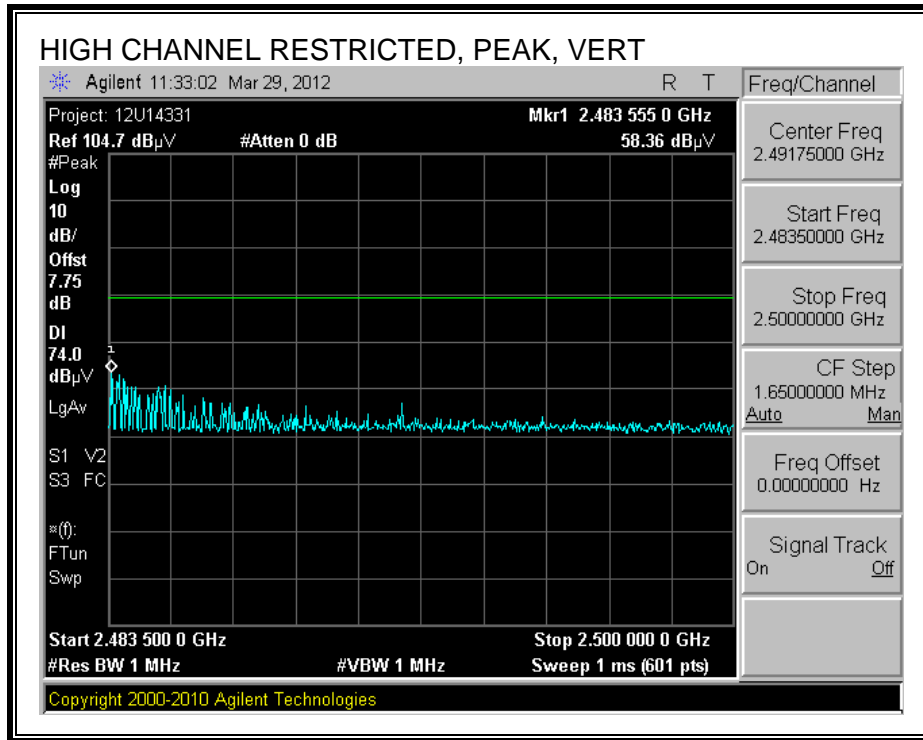 HIGH CHANNEL RESTRICTED, PEAK, VERT
Agilent 11:33:02 Mar 29, 2012 R T
Freq/Channel
Project: 12U14331 Mkr1 2.483 555 0 GHz
Ref 104.7 dBµV #Atten 0 dB 58.36 dBµV
#Peak
Log
10
dB/
Offst
7.75
dB
DI
74.0
dBµV
LgAv
S1 V2
S3 FC
¤(f):
FTun
Swp
1
Start 2.483 500 0 GHz Stop 2.500 000 0 GHz
#Res BW 1 MHz #VBW 1 MHz Sweep 1 ms (601 pts)
Center Freq
2.49175000 GHz
Start Freq
2.48350000 GHz
Stop Freq
2.50000000 GHz
CF Step
1.65000000 MHz
Auto Man
Freq Offset
0.00000000 Hz
Signal Track
On Off
Copyright 2000-2010 Agilent Technologies